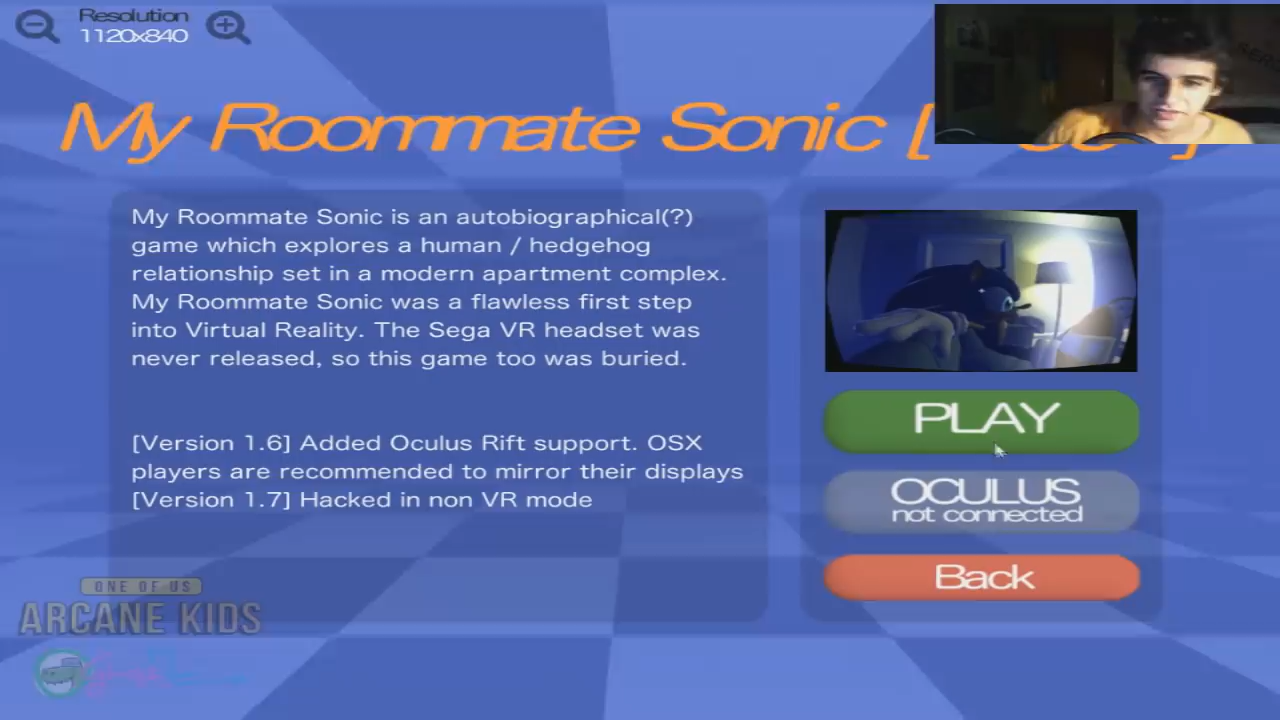 Resolution
1120x840
My Roommate Sonic [
My Roommate Sonic is an autobiographical(?)
game which explores a human / hedgehog
relationship set in a modern apartment complex.
My Roommate Sonic was a flawless first step
into Virtual Reality. The Sega VR headset was
never released, so this game too was buried.
[Version 1.6] Added Oculus Rift support. OSX
players are recommended to mirror their displays
[Version 1.7] Hacked in non VR mode
PLAY
OCULUS
not connected
Back
ONE OF US
ARCANE KIDS